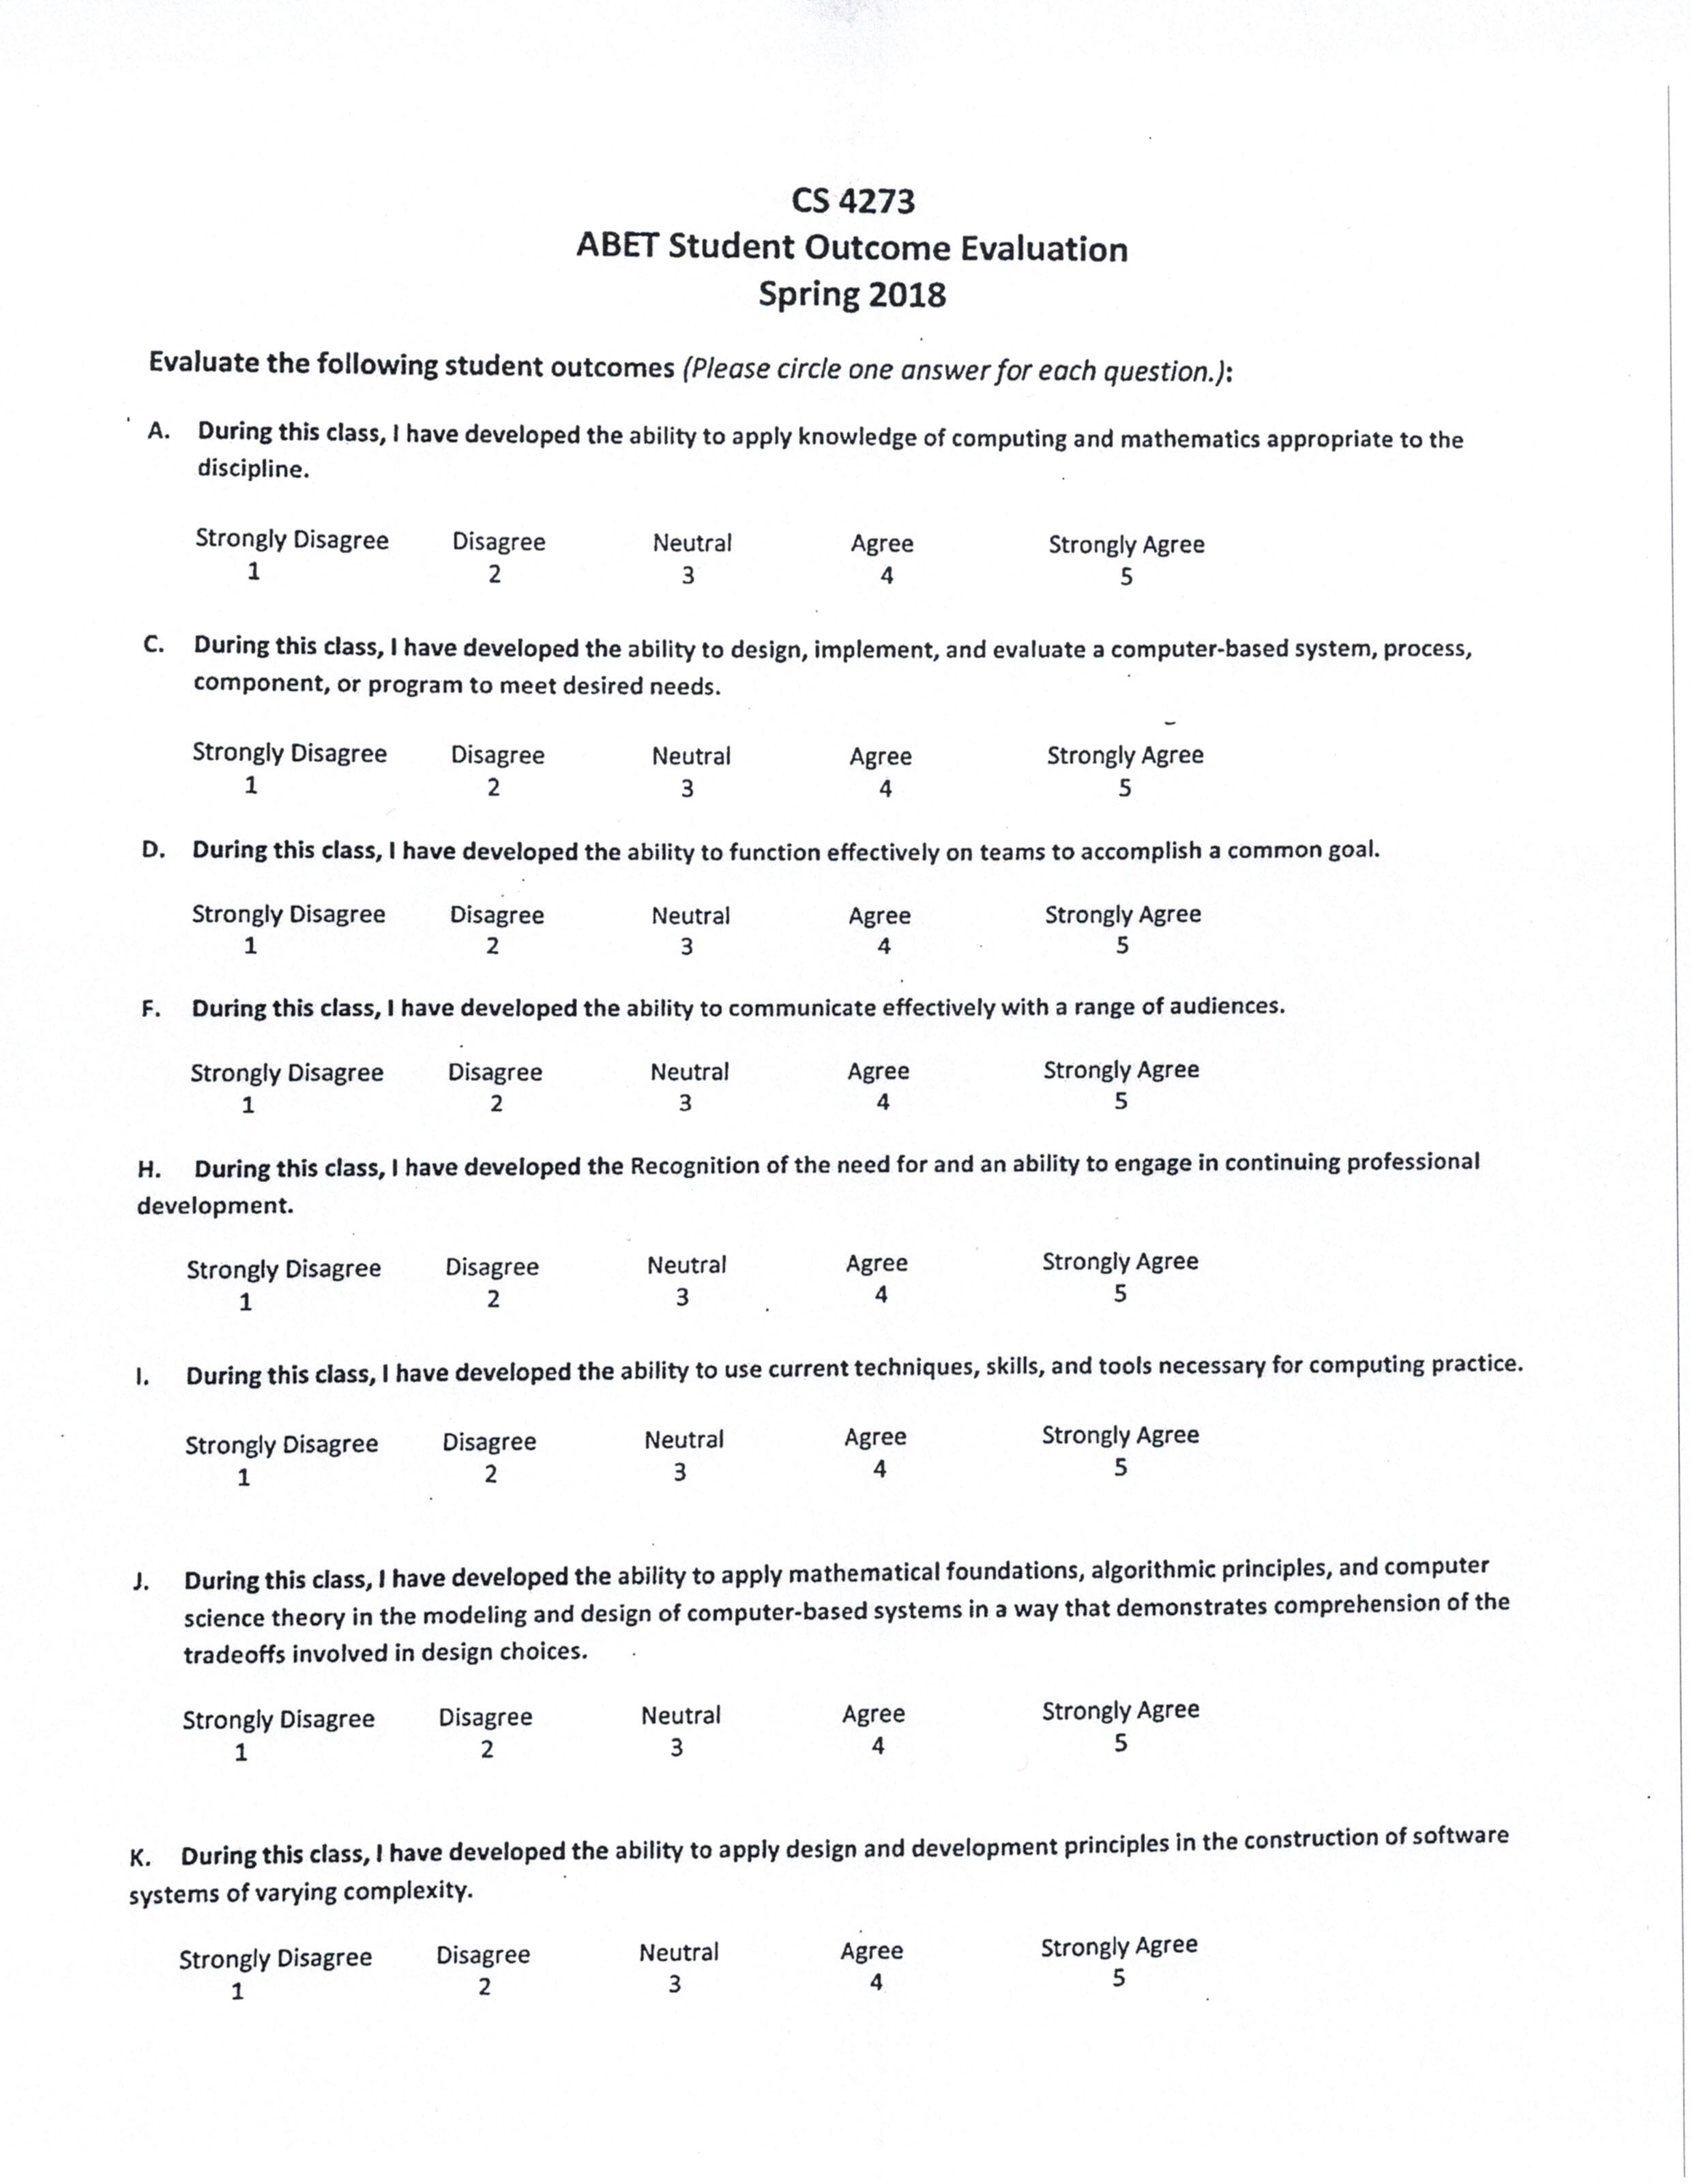 CS 4273
ABET Student Outcome Evaluation
Spring 2018
Evaluate the following student outcomes (Please circle one answer for each question.):
A. During this class, I have developed the ability to apply knowledge of computing and mathematics appropriate to the
discipline.
Strongly Disagree Disagree Neutral Agree Strongly Agree
1 2 3 4 5
C. During this class, I have developed the ability to design, implement, and evaluate a computer-based system, process,
component, or program to meet desired needs.
Strongly Disagree Disagree Neutral Agree Strongly Agree
1 2 3 4 5
D. During this class, I have developed the ability to function effectively on teams to accomplish a common goal.
Strongly Disagree Disagree Neutral Agree Strongly Agree
1 2 3 4 5
F. During this class, I have developed the ability to communicate effectively with a range of audiences.
Strongly Disagree Disagree Neutral Agree Strongly Agree
1 2 3 4 5
H. During this class, I have developed the Recognition of the need for and an ability to engage in continuing professional
development.
Strongly Disagree Disagree Neutral Agree Strongly Agree
1 2 3 4 5
I. During this class, I have developed the ability to use current techniques, skills, and tools necessary for computing practice.
Strongly Disagree Disagree Neutral Agree Strongly Agree
1 2 3 4 5
J. During this class, I have developed the ability to apply mathematical foundations, algorithmic principles, and computer
science theory in the modeling and design of computer-based systems in a way that demonstrates comprehension of the
tradeoffs involved in design choices.
Strongly Disagree Disagree Neutral Agree Strongly Agree
1 2 3 4 5
K. During this class, I have developed the ability to apply design and development principles in the construction of software
systems of varying complexity.
Strongly Disagree Disagree Neutral Agree Strongly Agree
1 2 3 4 5